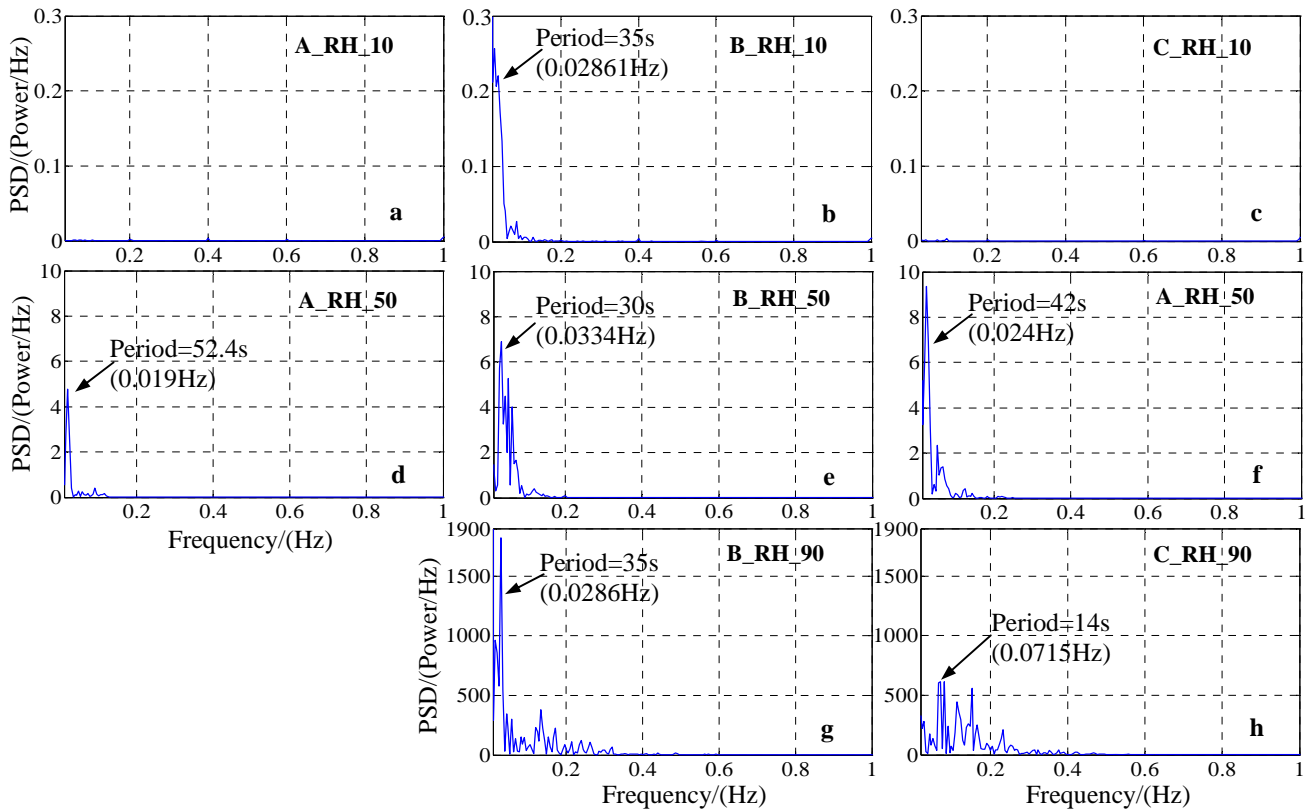 0.3
0.2
0.1
0
PSD/(Power/Hz)
A_RH_10
a
0.2 0.4 0.6 0.8 1
0.3
0.2
0.1
0
Period=35s
(0.02861Hz)
B_RH_10
b
0.2 0.4 0.6 0.8 1
0.3
0.2
0.1
0
C_RH_10
c
0.2 0.4 0.6 0.8 1
10
8
6
4
2
0
PSD/(Power/Hz)
A_RH_50
Period=52.4s
(0.019Hz)
d
0.2 0.4 0.6 0.8 1
Frequency/(Hz)
10
8
6
4
2
0
B_RH_50
Period=30s
(0.0334Hz)
e
0.2 0.4 0.6 0.8 1
10
8
6
4
2
0
A_RH_50
Period=42s
(0.024Hz)
f
0.2 0.4 0.6 0.8 1
1900
1500
1000
500
0
PSD/(Power/Hz)
B_RH_90
Period=35s
(0.0286Hz)
g
0.2 0.4 0.6 0.8 1
Frequency/(Hz)
1900
1500
1000
500
0
C_RH_90
Period=14s
(0.0715Hz)
h
0.2 0.4 0.6 0.8 1
Frequency/(Hz)